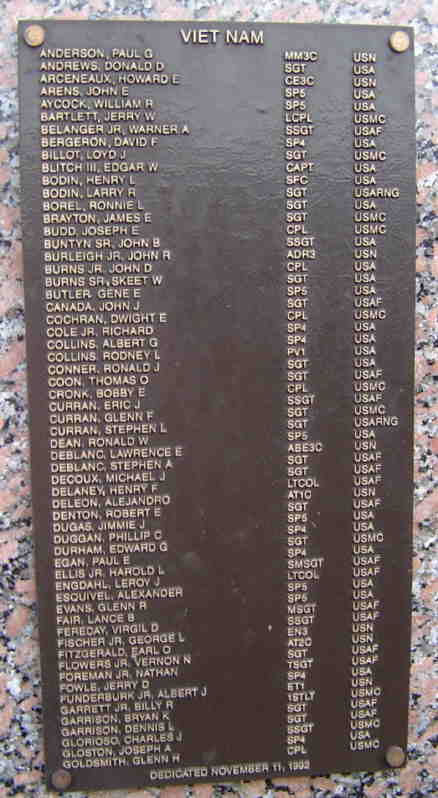 VIET NAM
ANDERSON, PAUL G MM3C USN
ANDREWS, DONALD D SGT USA
ARCENEAUX, HOWARD E CE3C USN
ARENS, JOHN E SP5 USA
AYCOCK, WILLIAM R SP5 USA
BARTLETT, JERRY W LCPL USMC
BELANGER JR, WARNER A SSGT USAF
BERGERON, DAVID F SP4 USA
BILLOT, LOYD J SGT USMC
BLITCH III, EDGAR W CAPT USA
BODIN, HENRY L SFC USA
BODIN, LARRY R SGT USARNG
BOREL, RONNIE L SGT USA
BRAYTON, JAMES E SGT USMC
BUDD, JOSEPH E CPL USMC
BUNTYN SR, JOHN B SSGT USA
BURLEIGH JR, JOHN R ADR3 USN
BURNS JR, JOHN D CPL USA
BURNS SR, SKEET W SGT USA
BUTLER, GENE E SP5 USA
CANADA, JOHN J SGT USAF
COCHRAN, DWIGHT E CPL USMC
COLE JR, RICHARD SP4 USA
COLLINS, ALBERT G SP4 USA
COLLINS, RODNEY L PV1 USA
CONNER, RONALD J SGT USA
COON, THOMAS O SGT USAF
CRONK, BOBBY E CPL USMC
CURRAN, ERIC J SSGT USAF
CURRAN, GLENN F SGT USMC
CURRAN, STEPHEN L SGT USARNG
DEAN, RONALD W SP5 USA
DEBLANC, LAWRENCE E ABE3C USN
DEBLANC, STEPHEN A SGT USAF
DECOUX, MICHAEL J SGT USAF
DELANEY, HENRY F LTCOL USAF
DELEON, ALEJANDRO AT1C USN
DENTON, ROBERT E SGT USAF
DUGAS, JIMMIE J SP5 USA
DUGGAN, PHILLIP C SP4 USA
DURHAM, EDWARD G SGT USMC
EGAN, PAUL E SP4 USA
ELLIS JR, HAROLD L SMSGT USAF
ENGDAHL, LEROY J LTCOL USAF
ESQUIVEL, ALEXANDER SP5 USA
EVANS, GLENN R SP5 USA
FAIR, LANCE B MSGT USAF
FEREDAY, VIRGIL D SSGT USAF
FISCHER JR, GEORGE L EN3 USN
FITZGERALD, EARL O AT2C USN
FLOWERS JR, VERNON N SGT USAF
FOREMAN JR, NATHAN TSGT USAF
FOWLE, JERRY D SP4 USA
FUNDERBURK JR, ALBERT J ET1 USN
GARRETT JR, BILLY R 1STLT USMC
GARRISON, BRYAN K SGT USAF
GARRISON, DENNIS L SGT USAF
GLORIOSO, CHARLES J SSGT USMC
GLOSTON, JOSEPH A SP4 USA
GOLDSMITH, GLENN H CPL USMC
DEDICATED NOVEMBER 11, 1992